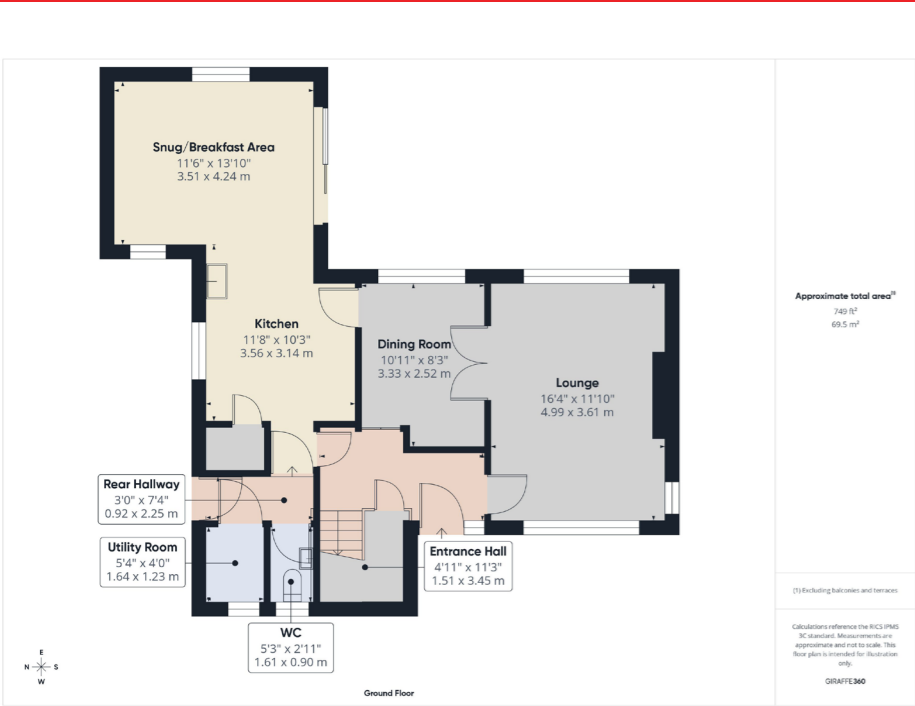 Snug/Breakfast Area
11'6" x 13'10"
3.51 x 4.24 m
Kitchen
11'8" x 10'3"
3.56 x 3.14 m
Dining Room
10'11" x 8'3"
3.33 x 2.52 m
Lounge
16'4" x 11'10"
4.99 x 3.61 m
Rear Hallway
3'0" x 7'4"
0.92 x 2.25 m
Utility Room
5'4" x 4'0"
1.64 x 1.23 m
Entrance Hall
4'11" x 11'3"
1.51 x 3.45 m
WC
5'3" x 2'11"
1.61 x 0.90 m
E
N S
W
Ground Floor
Approximate total area(1)
749 ft²
69.5 m²
(1) Excluding balconies and terraces
Calculations reference the RICS IPMS
3C standard. Measurements are
approximate and not to scale. This
floor plan is intended for illustration
only.
GIRAFFE360